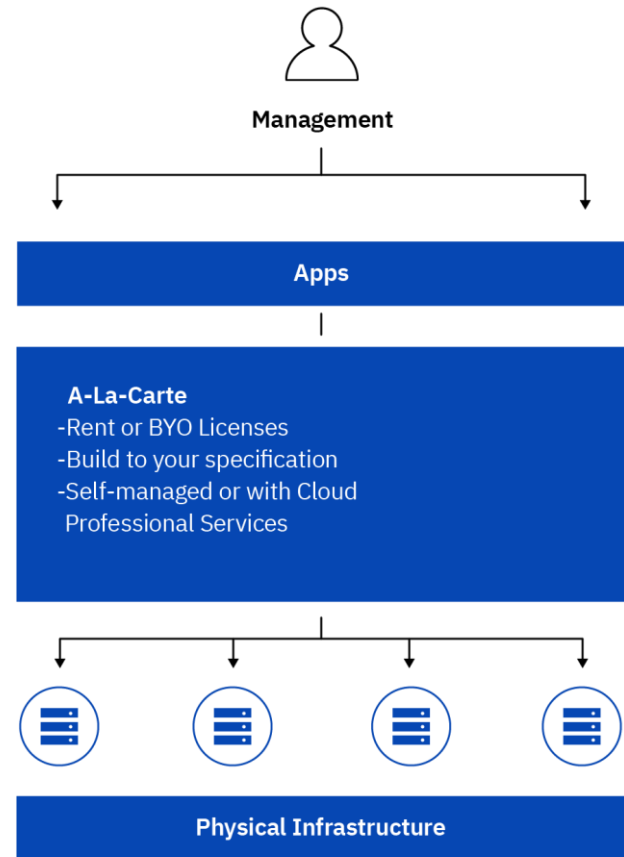 Management
Apps
A-La-Carte
-Rent or BYO Licenses
-Build to your specification
-Self-managed or with Cloud
Professional Services
Physical Infrastructure